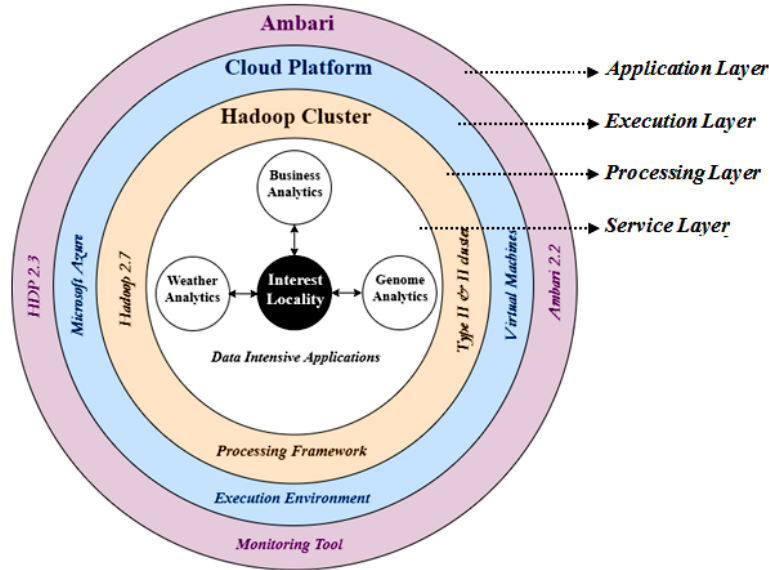 Ambari
Cloud Platform
Hadoop Cluster
Application Layer
Execution Layer
Processing Layer
Service Layer
Business
Analytics
Weather
Analytics
Interest
Locality
Genome
Analytics
Data Intensive Applications
HDP 2.3
Microsoft Azure
Hadoop 2.7
Type II & II cluster
Virtual Machines
Ambari 2.2
Processing Framework
Execution Environment
Monitoring Tool